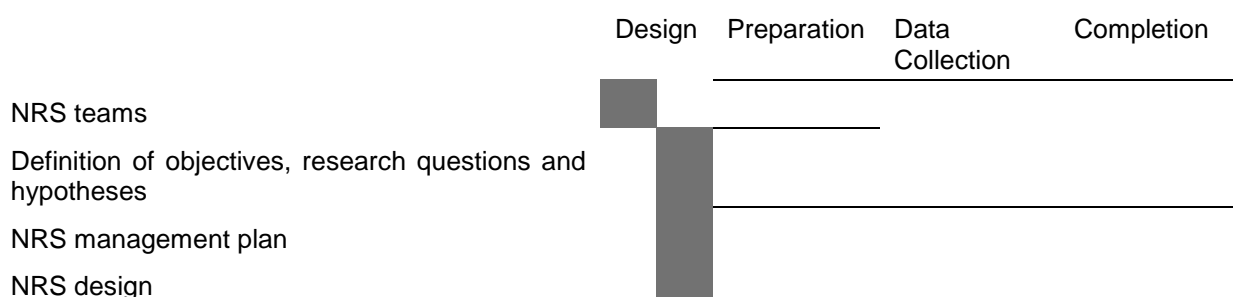 Design Preparation Data Completion
Collection
NRS teams
Definition of objectives, research questions and
hypotheses
NRS management plan
NRS design